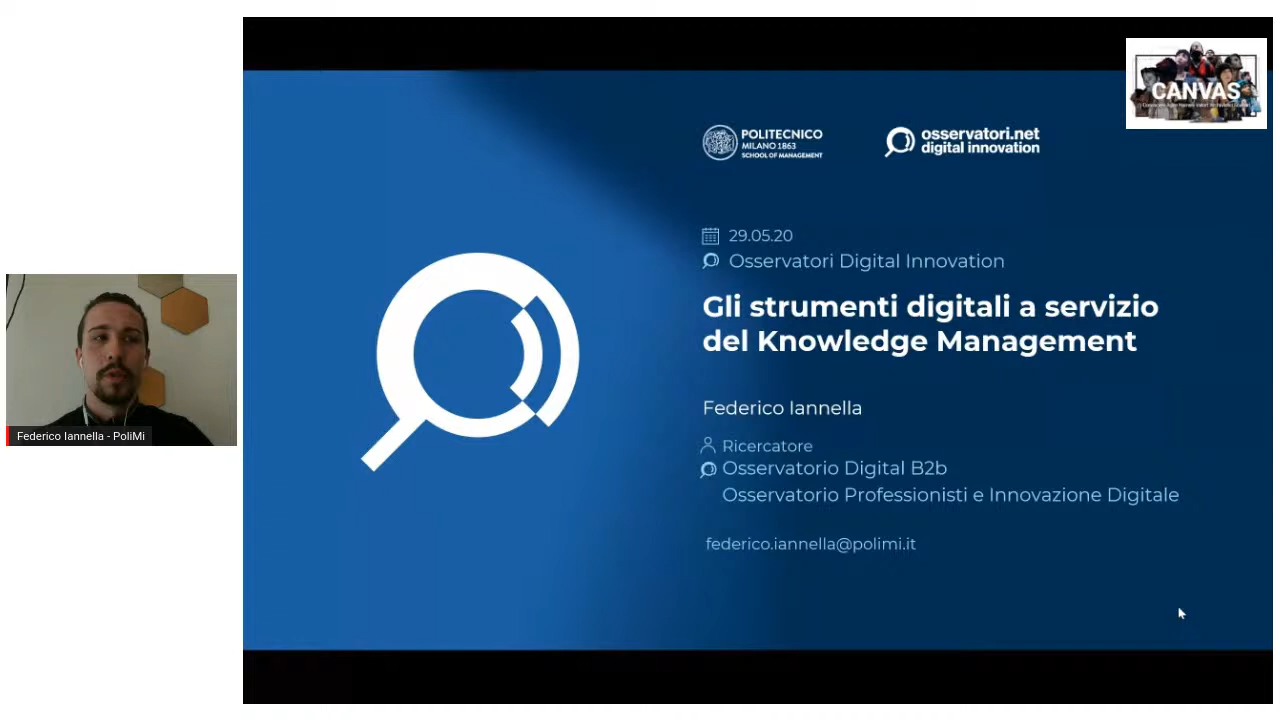 CANVAS
POLITECNICO
MILANO 1863
SCHOOL OF MANAGEMENT
osservatori.net
digital innovation
29.05.20
Osservatori Digital Innovation
Gli strumenti digitali a servizio
del Knowledge Management
Federico Iannella
Ricercatore
Osservatorio Digital B2b
Osservatorio Professionisti e Innovazione Digitale
federico.iannella@polimi.it
Federico Iannella - PoliMi